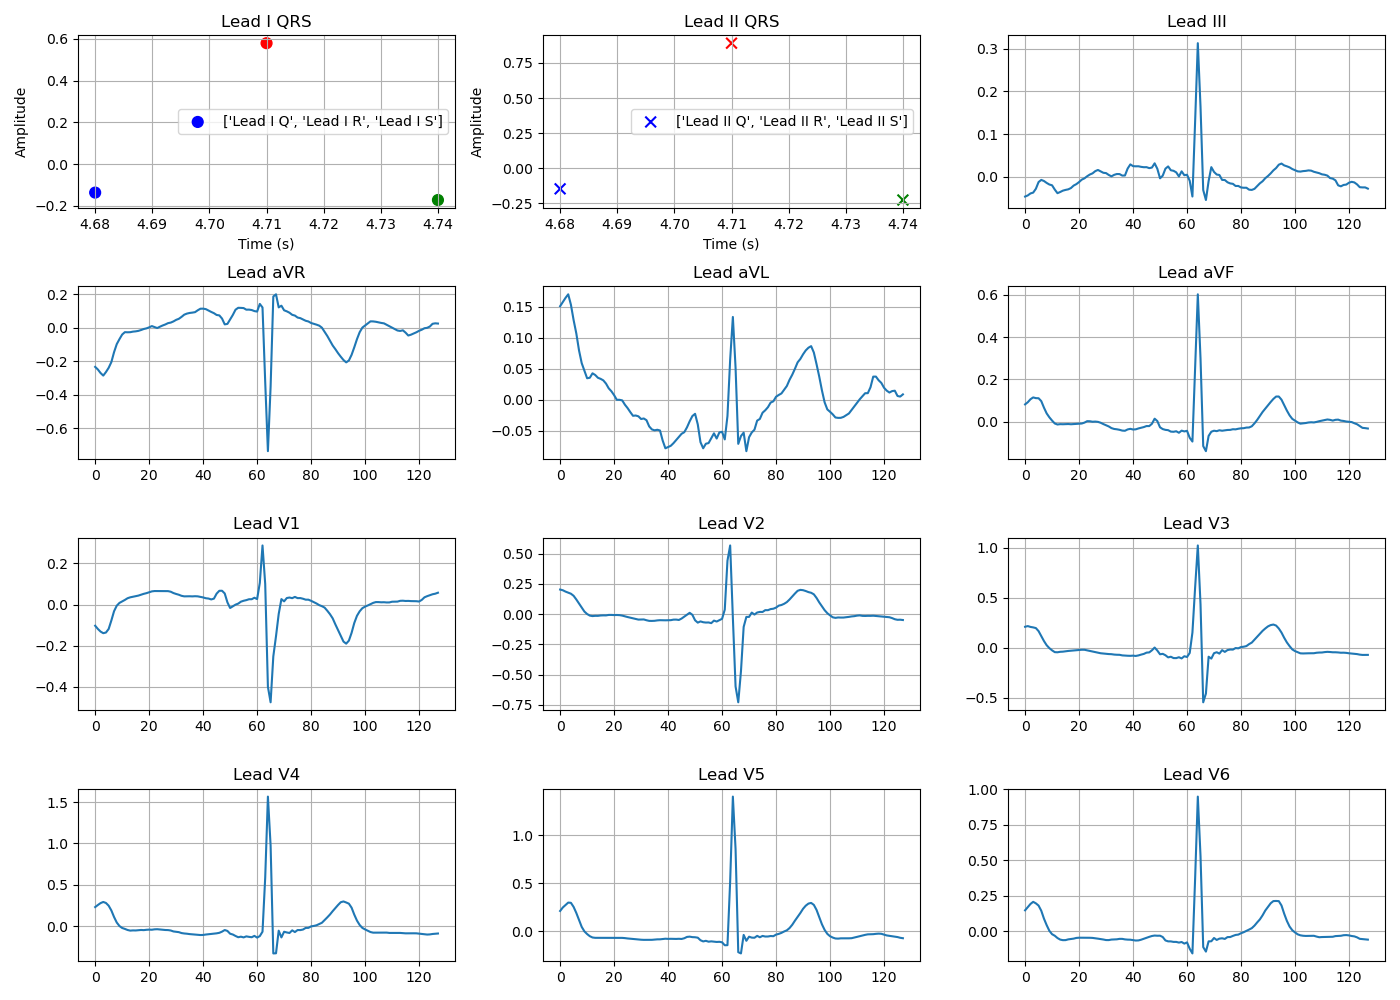 Lead I QRS
Lead II QRS
Lead III
0.6
0.4
0.2
0.0
−0.2
Amplitude
['Lead I Q', 'Lead I R', 'Lead I S']
4.68 4.69 4.70 4.71 4.72 4.73 4.74
Time (s)
0.75
0.50
0.25
0.00
−0.25
Amplitude
['Lead II Q', 'Lead II R', 'Lead II S']
4.68 4.69 4.70 4.71 4.72 4.73 4.74
Time (s)
0.3
0.2
0.1
0.0
0 20 40 60 80 100 120
Lead aVR
Lead aVL
Lead aVF
0.2
0.0
−0.2
−0.4
−0.6
0 20 40 60 80 100 120
0.15
0.10
0.05
0.00
−0.05
0 20 40 60 80 100 120
0.6
0.4
0.2
0.0
0 20 40 60 80 100 120
Lead V1
Lead V2
Lead V3
0.2
0.0
−0.2
−0.4
0 20 40 60 80 100 120
0.50
0.25
0.00
−0.25
−0.50
−0.75
0 20 40 60 80 100 120
1.0
0.5
0.0
−0.5
0 20 40 60 80 100 120
Lead V4
Lead V5
Lead V6
1.5
1.0
0.5
0.0
0 20 40 60 80 100 120
1.0
0.5
0.0
0 20 40 60 80 100 120
1.00
0.75
0.50
0.25
0.00
0 20 40 60 80 100 120